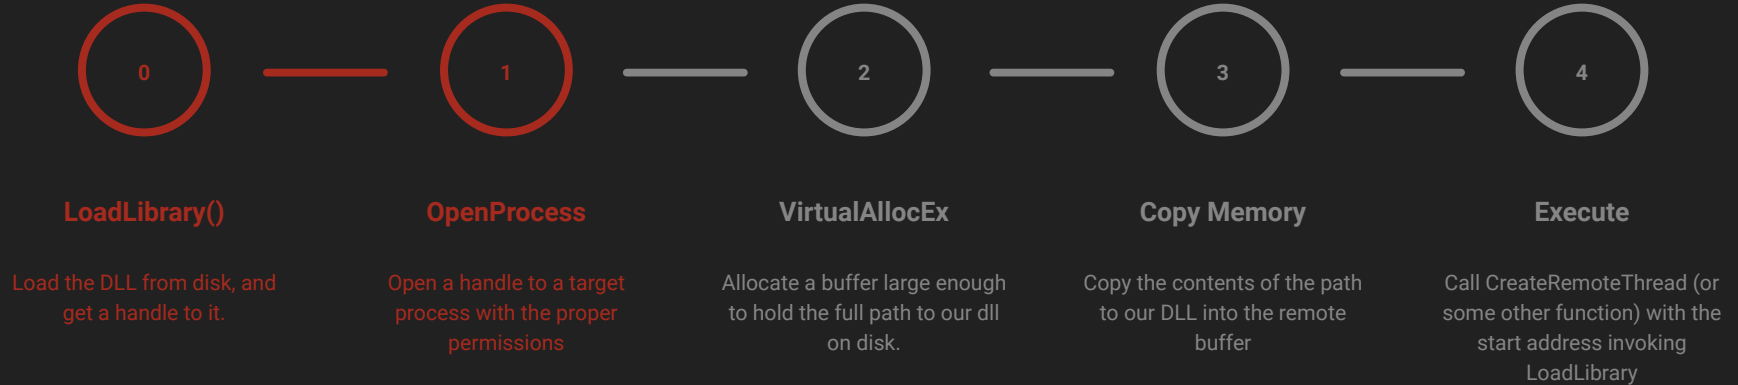 0
1
2
3
4
LoadLibrary()
Load the DLL from disk, and
get a handle to it.
OpenProcess
Open a handle to a target
process with the proper
permissions
VirtualAllocEx
Allocate a buffer large enough
to hold the full path to our dll
on disk.
Copy Memory
Copy the contents of the path
to our DLL into the remote
buffer
Execute
Call CreateRemoteThread (or
some other function) with the
start address invoking
LoadLibrary